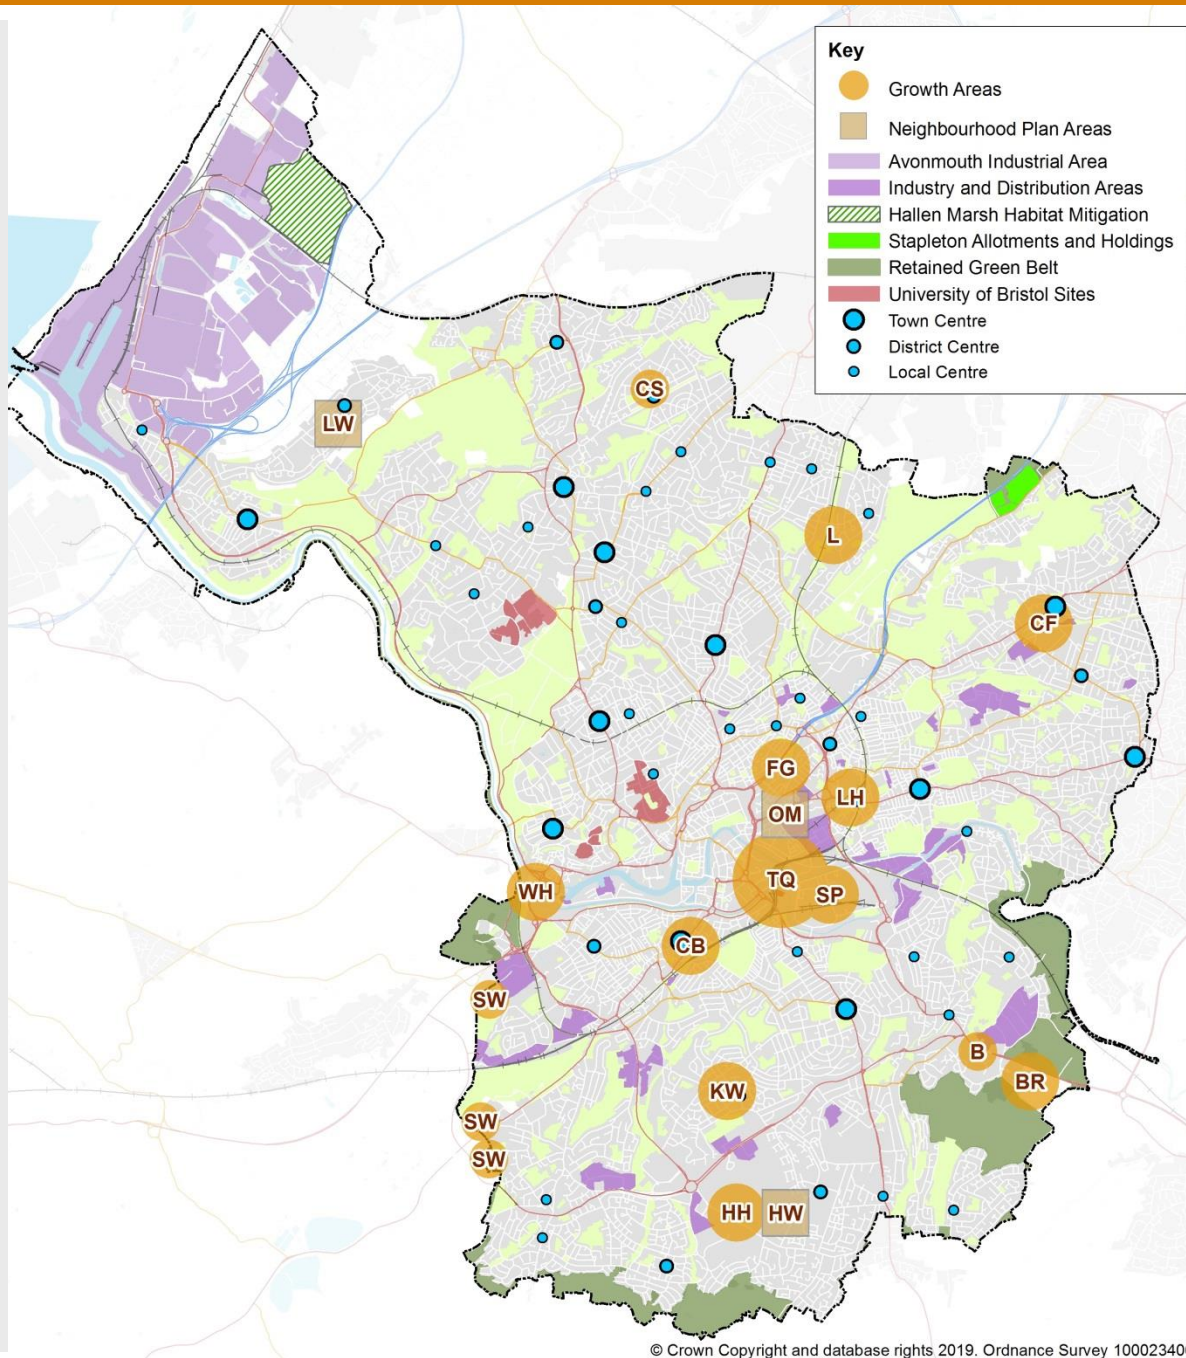 Key
Growth Areas
Neighbourhood Plan Areas
Avonmouth Industrial Area
Industry and Distribution Areas
Hallen Marsh Habitat Mitigation
Stapleton Allotments and Holdings
Retained Green Belt
University of Bristol Sites
Town Centre
District Centre
Local Centre
CS
LW
L
CF
FG
LH
OM
TQ
SP
WH
CB
SW
B
BR
KW
SW
SW
HH
HW
© Crown Copyright and database rights 2019. Ordnance Survey 10002340